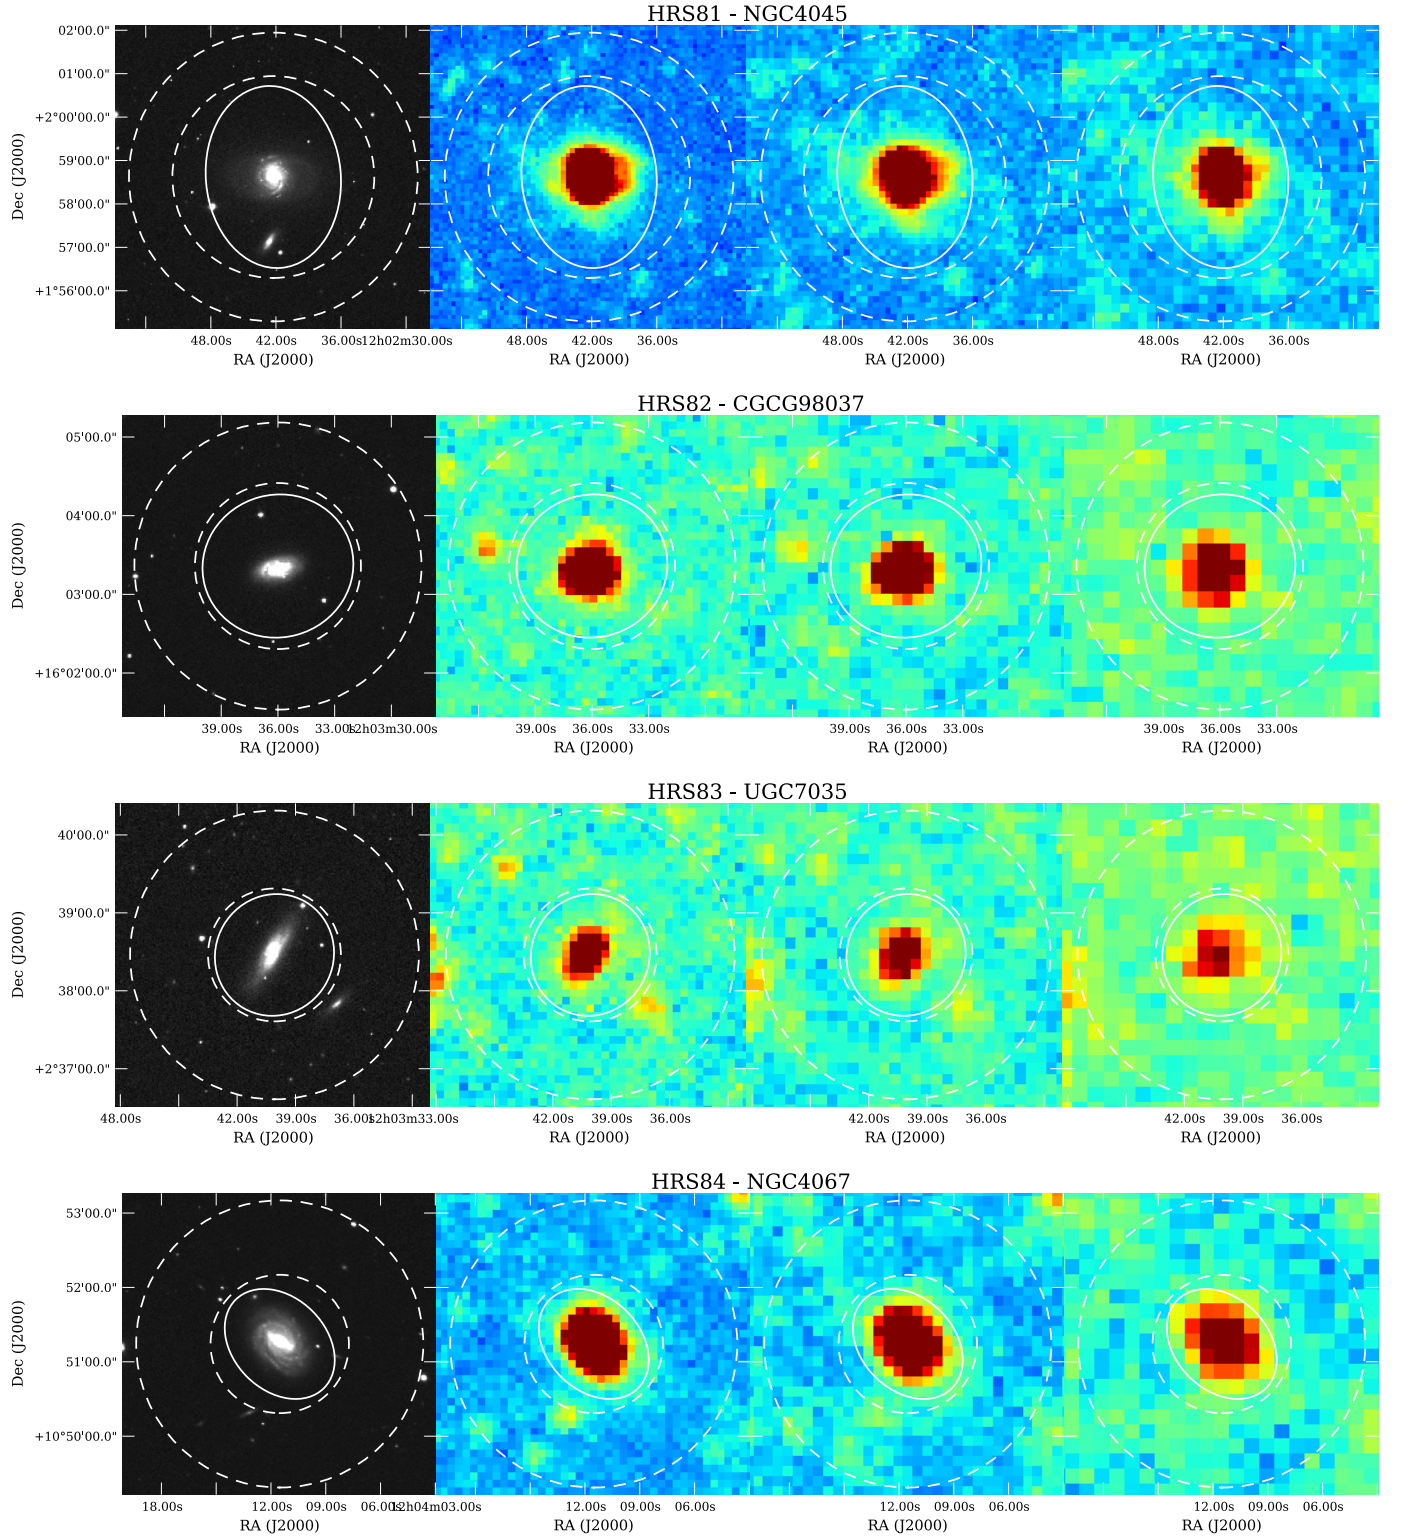 HRS81 - NGC4045
02'00.0"
01'00.0"
+2°00'00.0"
59'00.0"
58'00.0"
57'00.0"
+1°56'00.0"
Dec (J2000)
48.00s 42.00s 36.00s 12h02m30.00s 48.00s 42.00s 36.00s 48.00s 42.00s 36.00s 48.00s 42.00s 36.00s
RA (J2000) RA (J2000) RA (J2000) RA (J2000)
HRS82 - CGCG98037
05'00.0"
04'00.0"
03'00.0"
+16°02'00.0"
Dec (J2000)
39.00s 36.00s 33.00s 12h03m30.00s 39.00s 36.00s 33.00s 39.00s 36.00s 33.00s 39.00s 36.00s 33.00s
RA (J2000) RA (J2000) RA (J2000) RA (J2000)
HRS83 - UGC7035
40'00.0"
39'00.0"
38'00.0"
+2°37'00.0"
Dec (J2000)
48.00s 42.00s 39.00s 36.00s 12h03m33.00s 42.00s 39.00s 36.00s 42.00s 39.00s 36.00s 42.00s 39.00s 36.00s
RA (J2000) RA (J2000) RA (J2000) RA (J2000)
HRS84 - NGC4067
53'00.0"
52'00.0"
51'00.0"
+10°50'00.0"
Dec (J2000)
18.00s 12.00s 09.00s 06.00s 12h04m03.00s 12.00s 09.00s 06.00s 12.00s 09.00s 06.00s 12.00s 09.00s 06.00s
RA (J2000) RA (J2000) RA (J2000) RA (J2000)